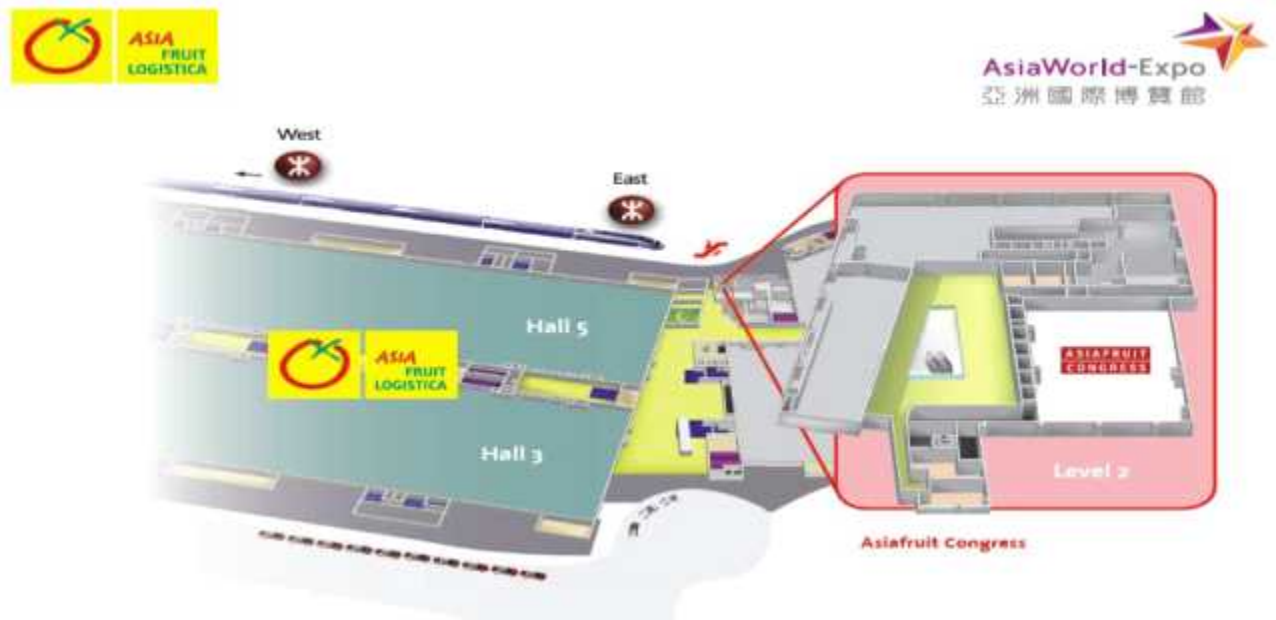 ASIA
FRUIT
LOGISTICA
AsiaWorld-Expo
亞洲國際博覽館
West
East
Hall 5
ASIA
FRUIT
LOGISTICA
Hall 3
ASIAFRUIT
CONGRESS
Level 2
Asiafruit Congress